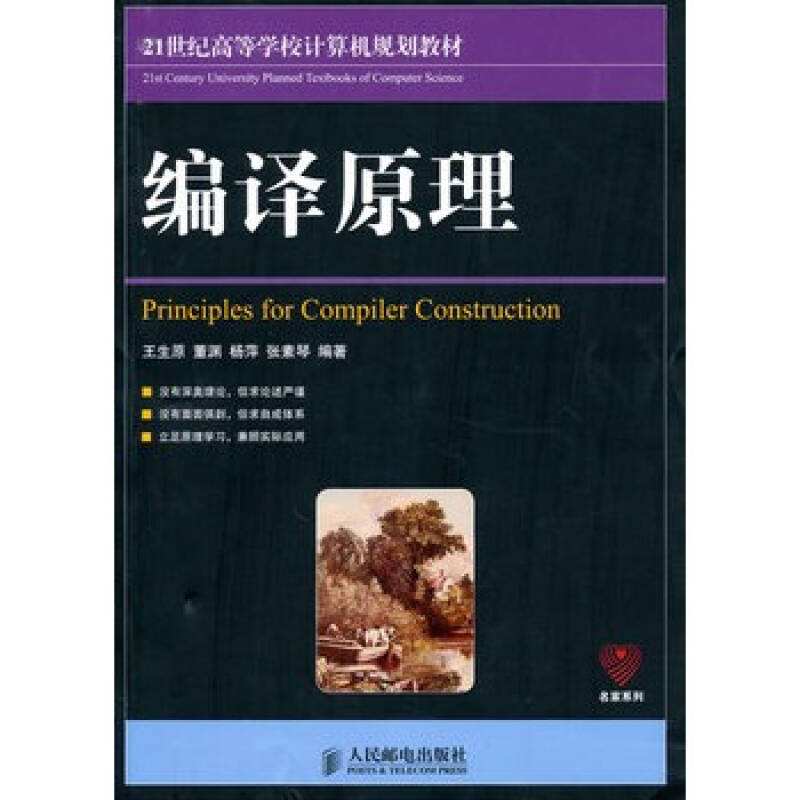 21世纪高等学校计算机规划教材
21st Century University Planned Textbooks of Computer Science
编译原理
Principles for Compiler Construction
王生原 董渊 杨萍 张素琴 编著
没有深奥理论，但求论述严谨
没有面面俱到，但求自成体系
立足原理学习，兼顾实际应用
名家系列
人民邮电出版社
POSTS & TELECOM PRESS